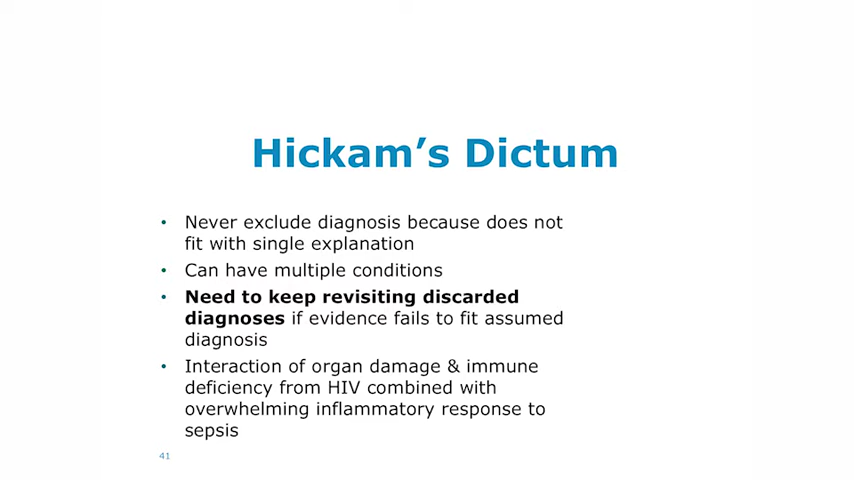 Hickam’s Dictum
• Never exclude diagnosis because does not
fit with single explanation
• Can have multiple conditions
• Need to keep revisiting discarded
diagnoses if evidence fails to fit assumed
diagnosis
• Interaction of organ damage & immune
deficiency from HIV combined with
overwhelming inflammatory response to
sepsis
41